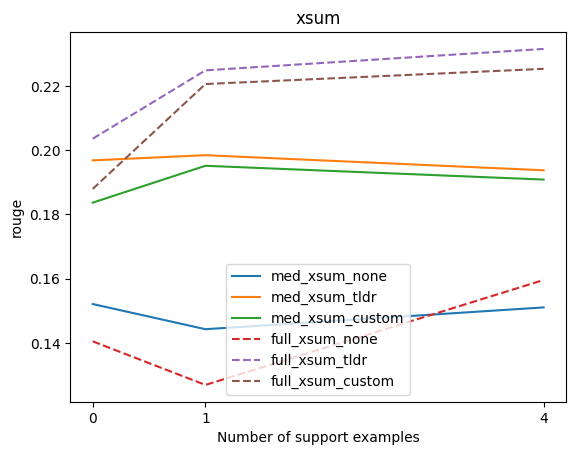 xsum
rouge
0.22
0.20
0.18
0.16
0.14
med_xsum_none
med_xsum_tldr
med_xsum_custom
full_xsum_none
full_xsum_tldr
full_xsum_custom
0 1 4
Number of support examples